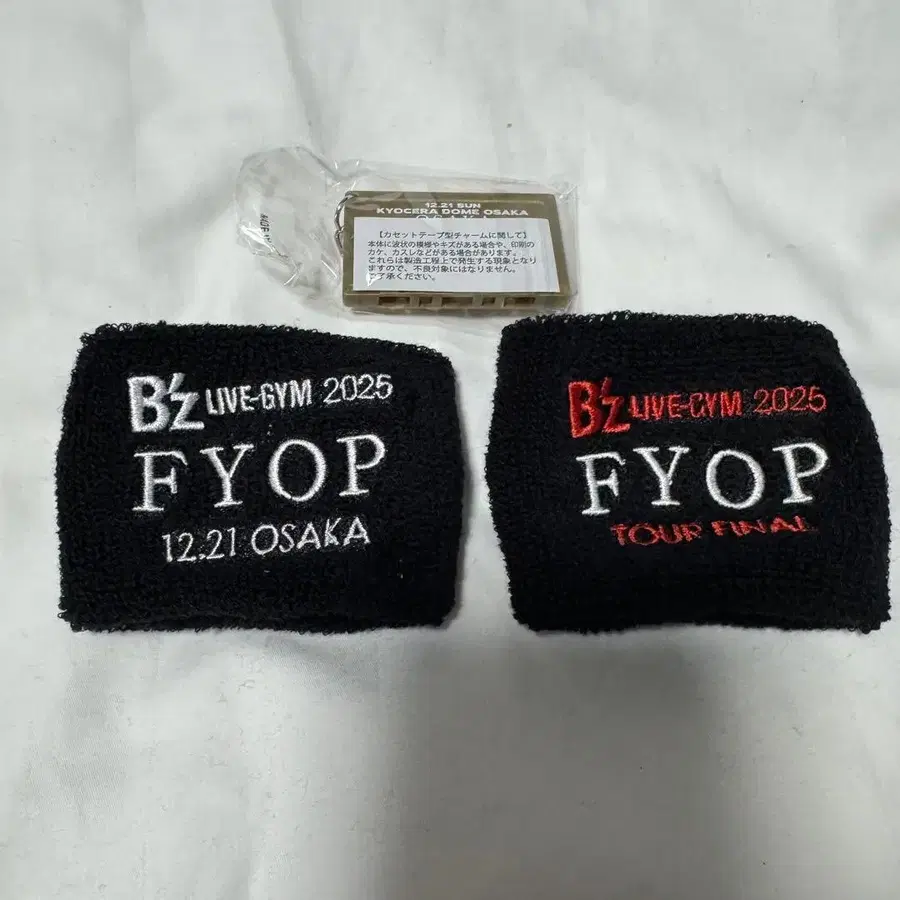 12.21 SUN
KYOCERA DOME OSAKA
【カセットテープ型チャームに関して】
本体に波状の模様やキズがある場合や、印刷の
カケ、カスレなどがある場合があります。
これらは製造工程上で発生する現象となり
ますので、不良対象にはなりません。
ご了承ください。
B'z LIVE-GYM 2025
FYOP
12.21 OSAKA
B'z LIVE-GYM 2025
FYOP
TOUR FINAL